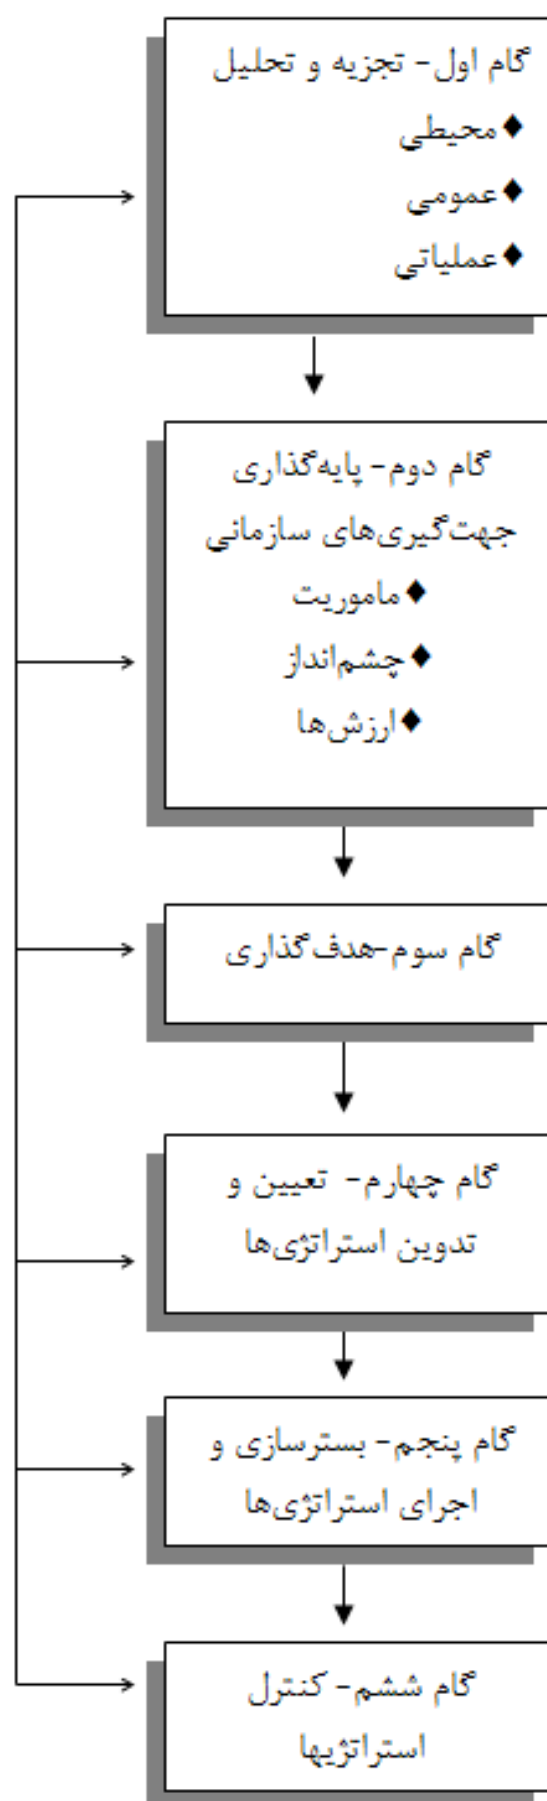 گام اول- تجزیه و تحلیل
♦محیطی
♦عمومی
♦عملیاتی
گام دوم- پایه‌گذاری
جهت‌گیری‌های سازمانی
♦ماموریت
♦چشم‌انداز
♦ارزش‌ها
گام سوم-هدف‌گذاری
گام چهارم- تعیین و
تدوین استراتژی‌ها
گام پنجم- بسترسازی و
اجرای استراتژی‌ها
گام ششم- کنترل
استراتژیها